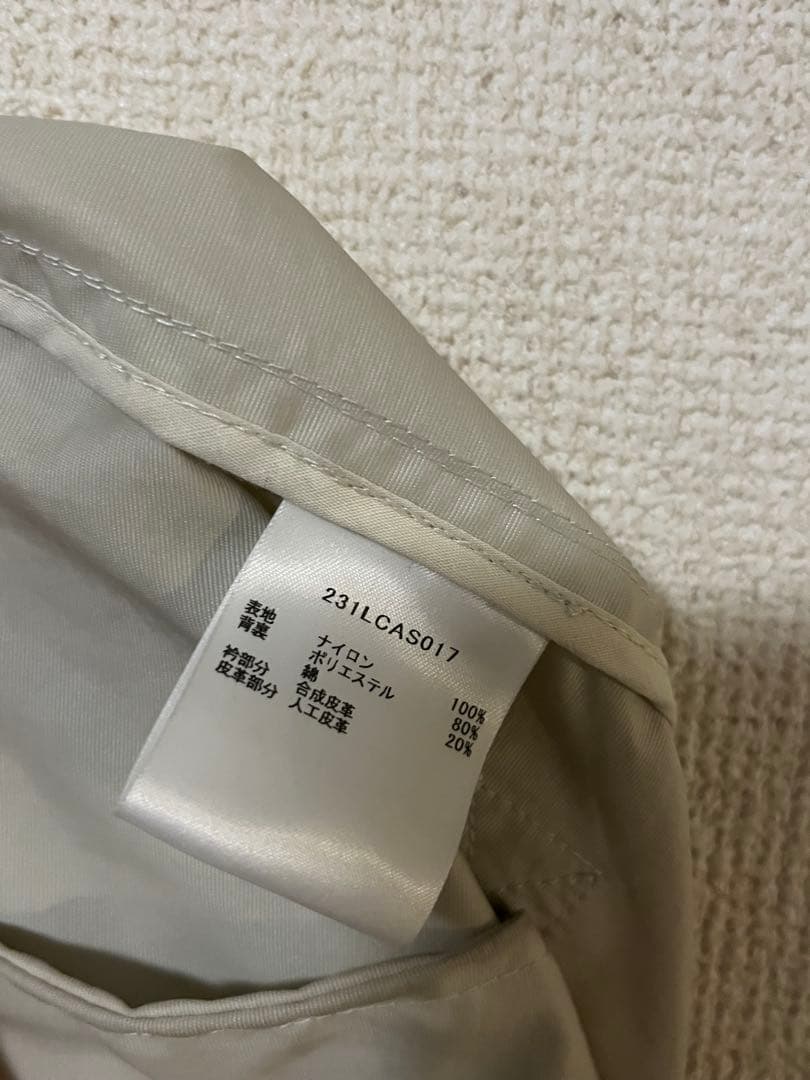 231LCAS017
表地 ナイロン 100%
背裏 ポリエステル 80%
綿 20%
衿部分 合成皮革
皮革部分 人工皮革